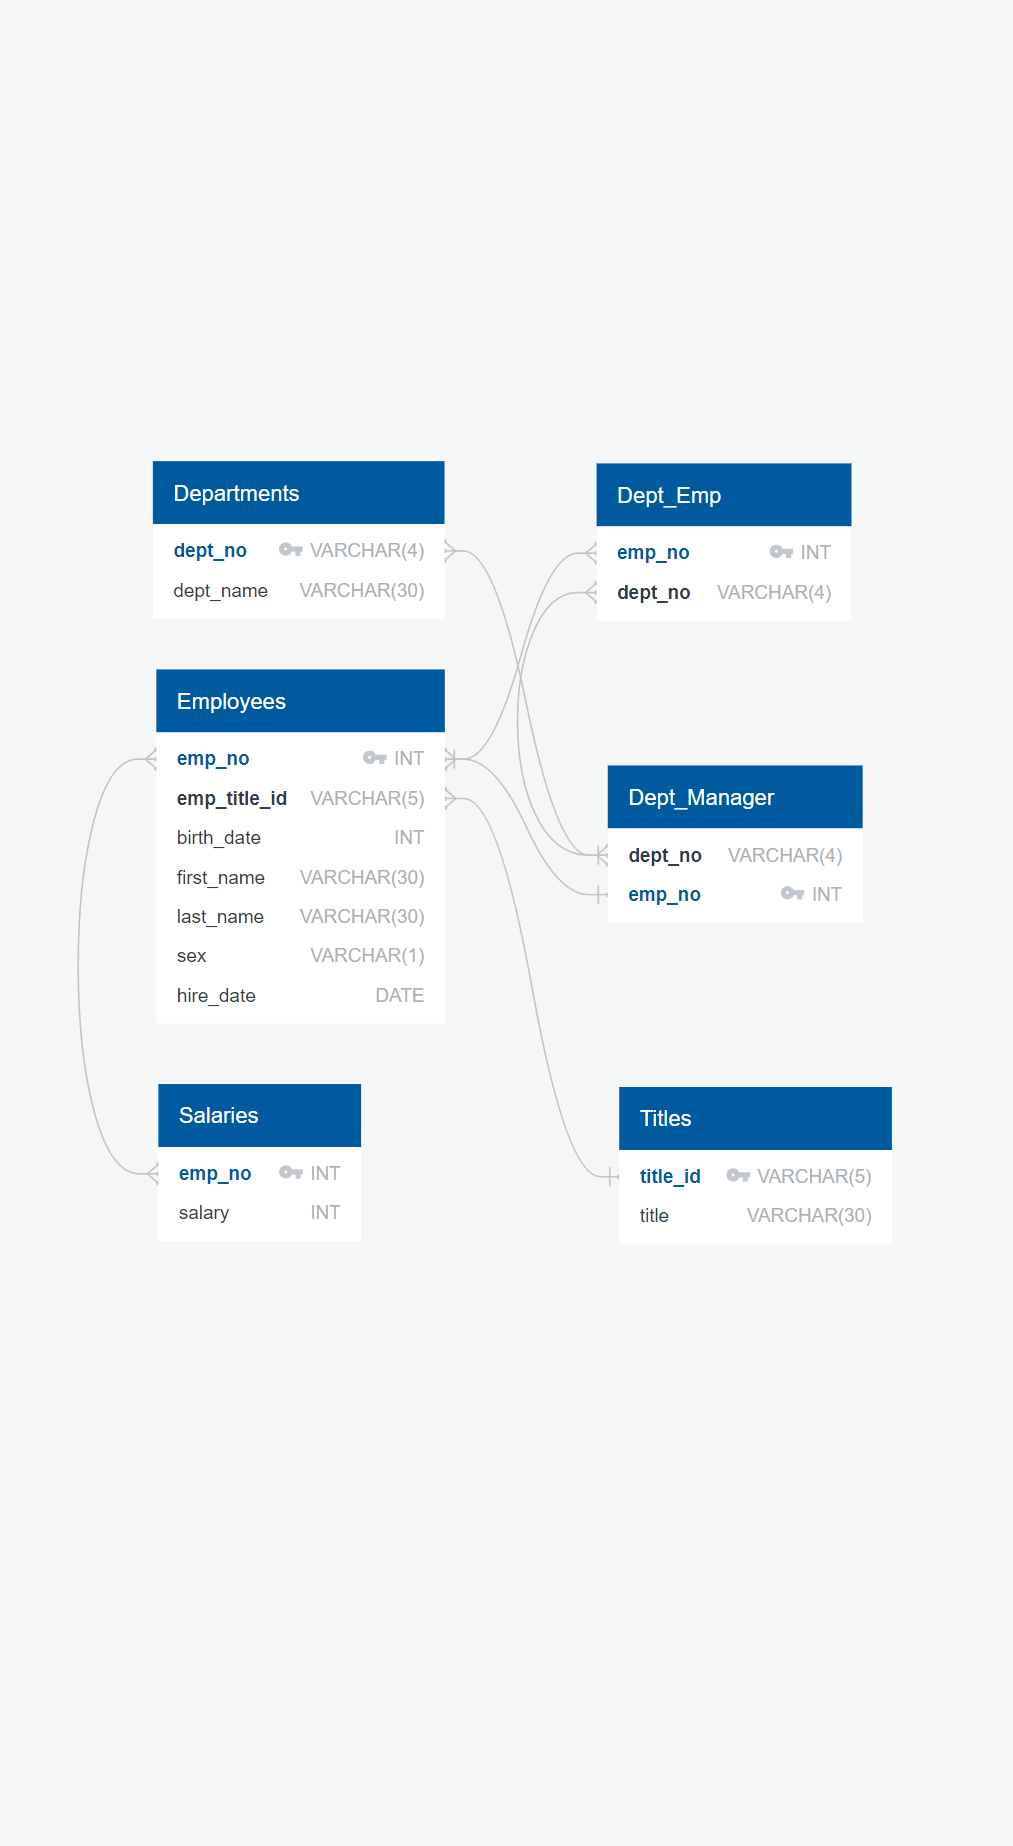 Departments
dept_no VARCHAR(4)
dept_name VARCHAR(30)
Dept_Emp
emp_no INT
dept_no VARCHAR(4)
Employees
emp_no INT
emp_title_id VARCHAR(5)
birth_date INT
first_name VARCHAR(30)
last_name VARCHAR(30)
sex VARCHAR(1)
hire_date DATE
Dept_Manager
dept_no VARCHAR(4)
emp_no INT
Salaries
emp_no INT
salary INT
Titles
title_id VARCHAR(5)
title VARCHAR(30)